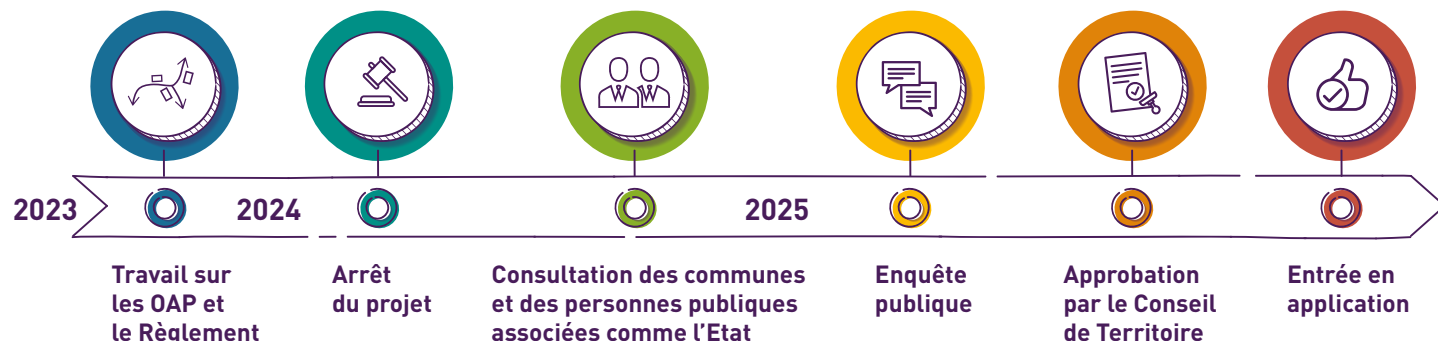 2023
2024
2025
Travail sur
les OAP et
le Règlement
Arrêt
du projet
Consultation des communes
et des personnes publiques
associées comme l’Etat
Enquête
publique
Approbation
par le Conseil
de Territoire
Entrée en
application